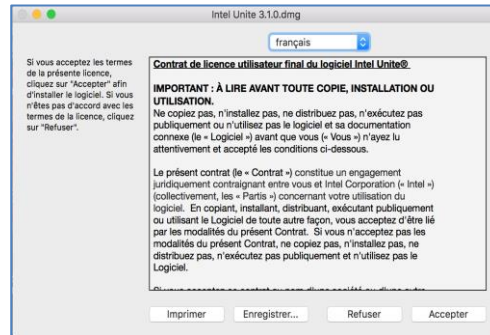 Intel Unite 3.1.0.dmg
français
Si vous acceptez les termes
de la présente licence,
cliquez sur "Accepter" afin
d'installer le logiciel. Si vous
n'êtes pas d'accord avec les
termes de la licence, cliquez
sur "Refuser".
Contrat de licence utilisateur final du logiciel Intel Unite®
IMPORTANT : À LIRE AVANT TOUTE COPIE, INSTALLATION OU
UTILISATION.
Ne copiez pas, n'installez pas, ne distribuez pas, n'exécutez pas
publiquement ou n'utilisez pas le logiciel et sa documentation
connexe (le « Logiciel ») avant que vous (« Vous ») n'ayez lu
attentivement et accepté les conditions ci-dessous.
Le présent contrat (le « Contrat ») constitue un engagement
juridiquement contraignant entre vous et Intel Corporation (« Intel »)
(collectivement, les « Partis ») concernant votre utilisation du
logiciel. En copiant, installant, distribuant, exécutant publiquement
ou utilisant le Logiciel de toute autre façon, vous acceptez d'être lié
par les modalités du présent Contrat. Si vous n'acceptez pas les
modalités du présent Contrat, ne copiez pas, n'installez pas, ne
distribuez pas, n'exécutez pas publiquement et n'utilisez pas le
Logiciel.
Imprimer
Enregistrer...
Refuser
Accepter